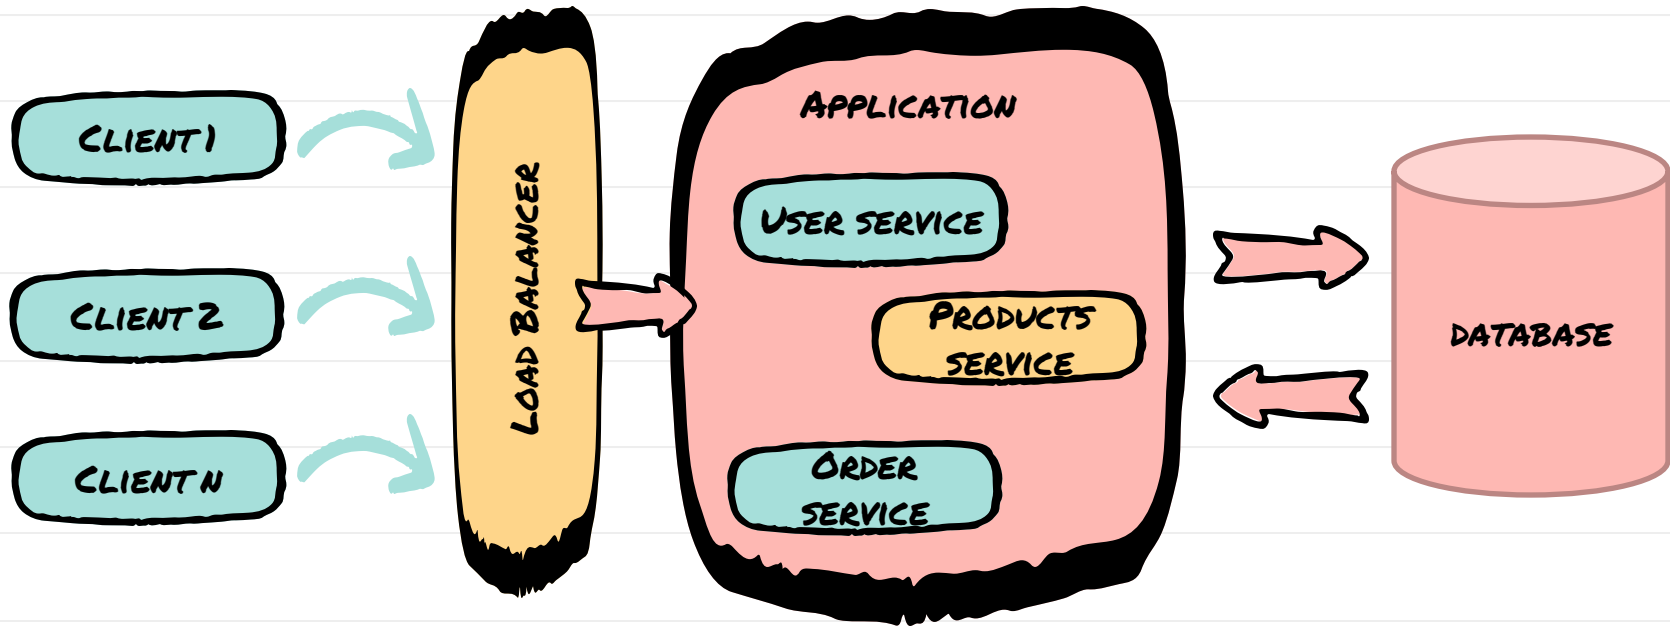 Client 1
Client 2
Client n
Load Balancer
Application
User service
Products
service
Order
service
database